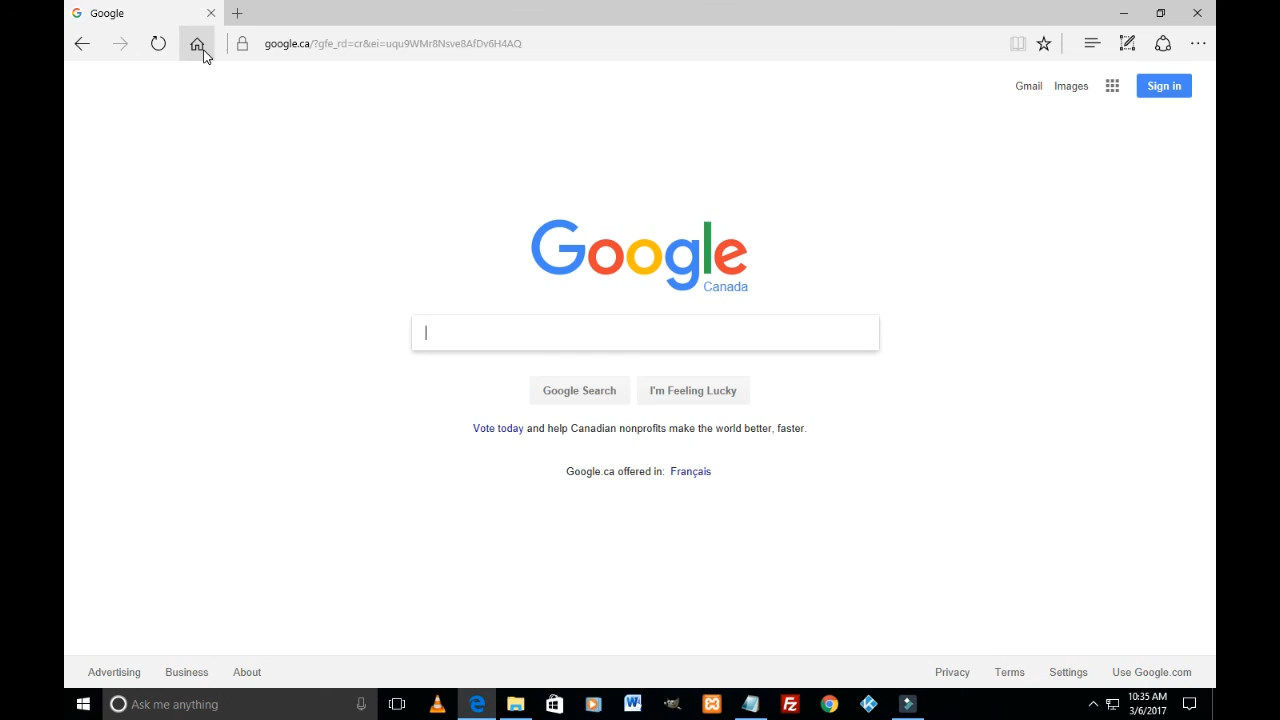 Google
google.ca/?gfe_rd=cr&ei=uqu9WMr8Nsve8AfDv6H4AQ
Gmail Images Sign in
Google
Canada
Google Search I'm Feeling Lucky
Vote today and help Canadian nonprofits make the world better, faster.
Google.ca offered in: Français
Advertising Business About Privacy Terms Settings Use Google.com
Ask me anything
10:35 AM
3/6/2017